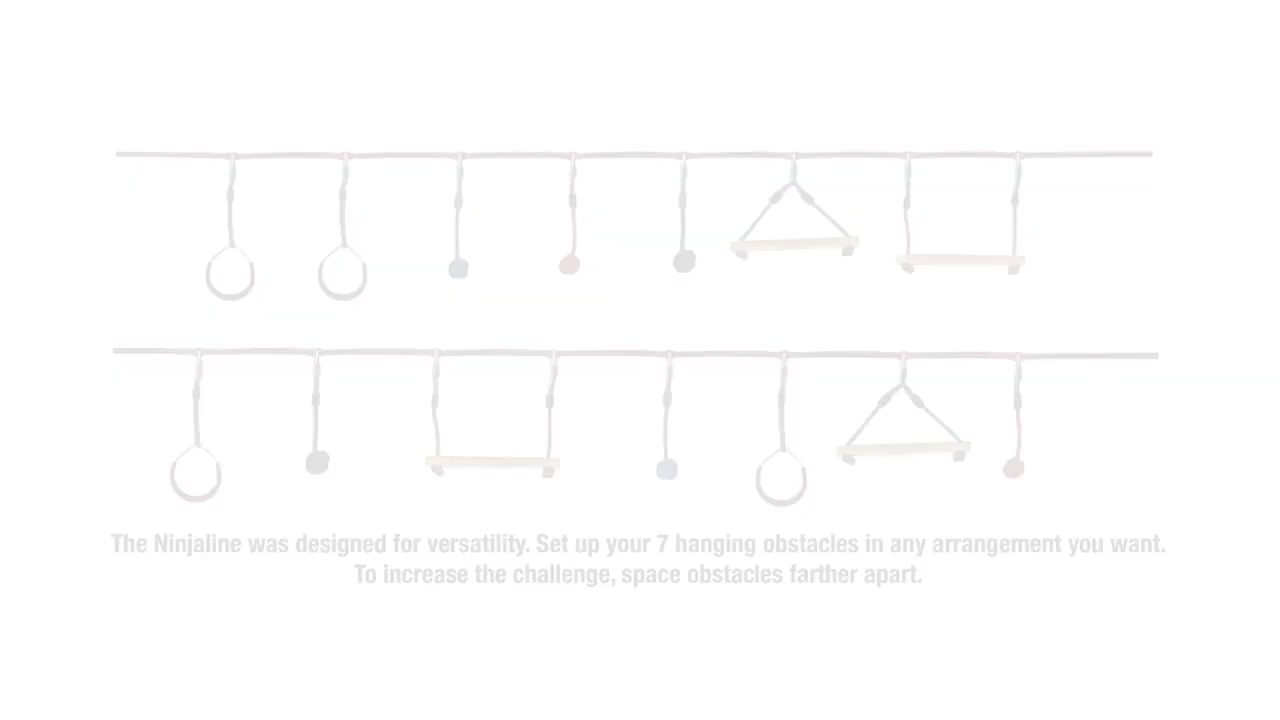 The Ninjaline was designed for versatility. Set up your 7 hanging obstacles in any arrangement you want.
To increase the challenge, space obstacles farther apart.